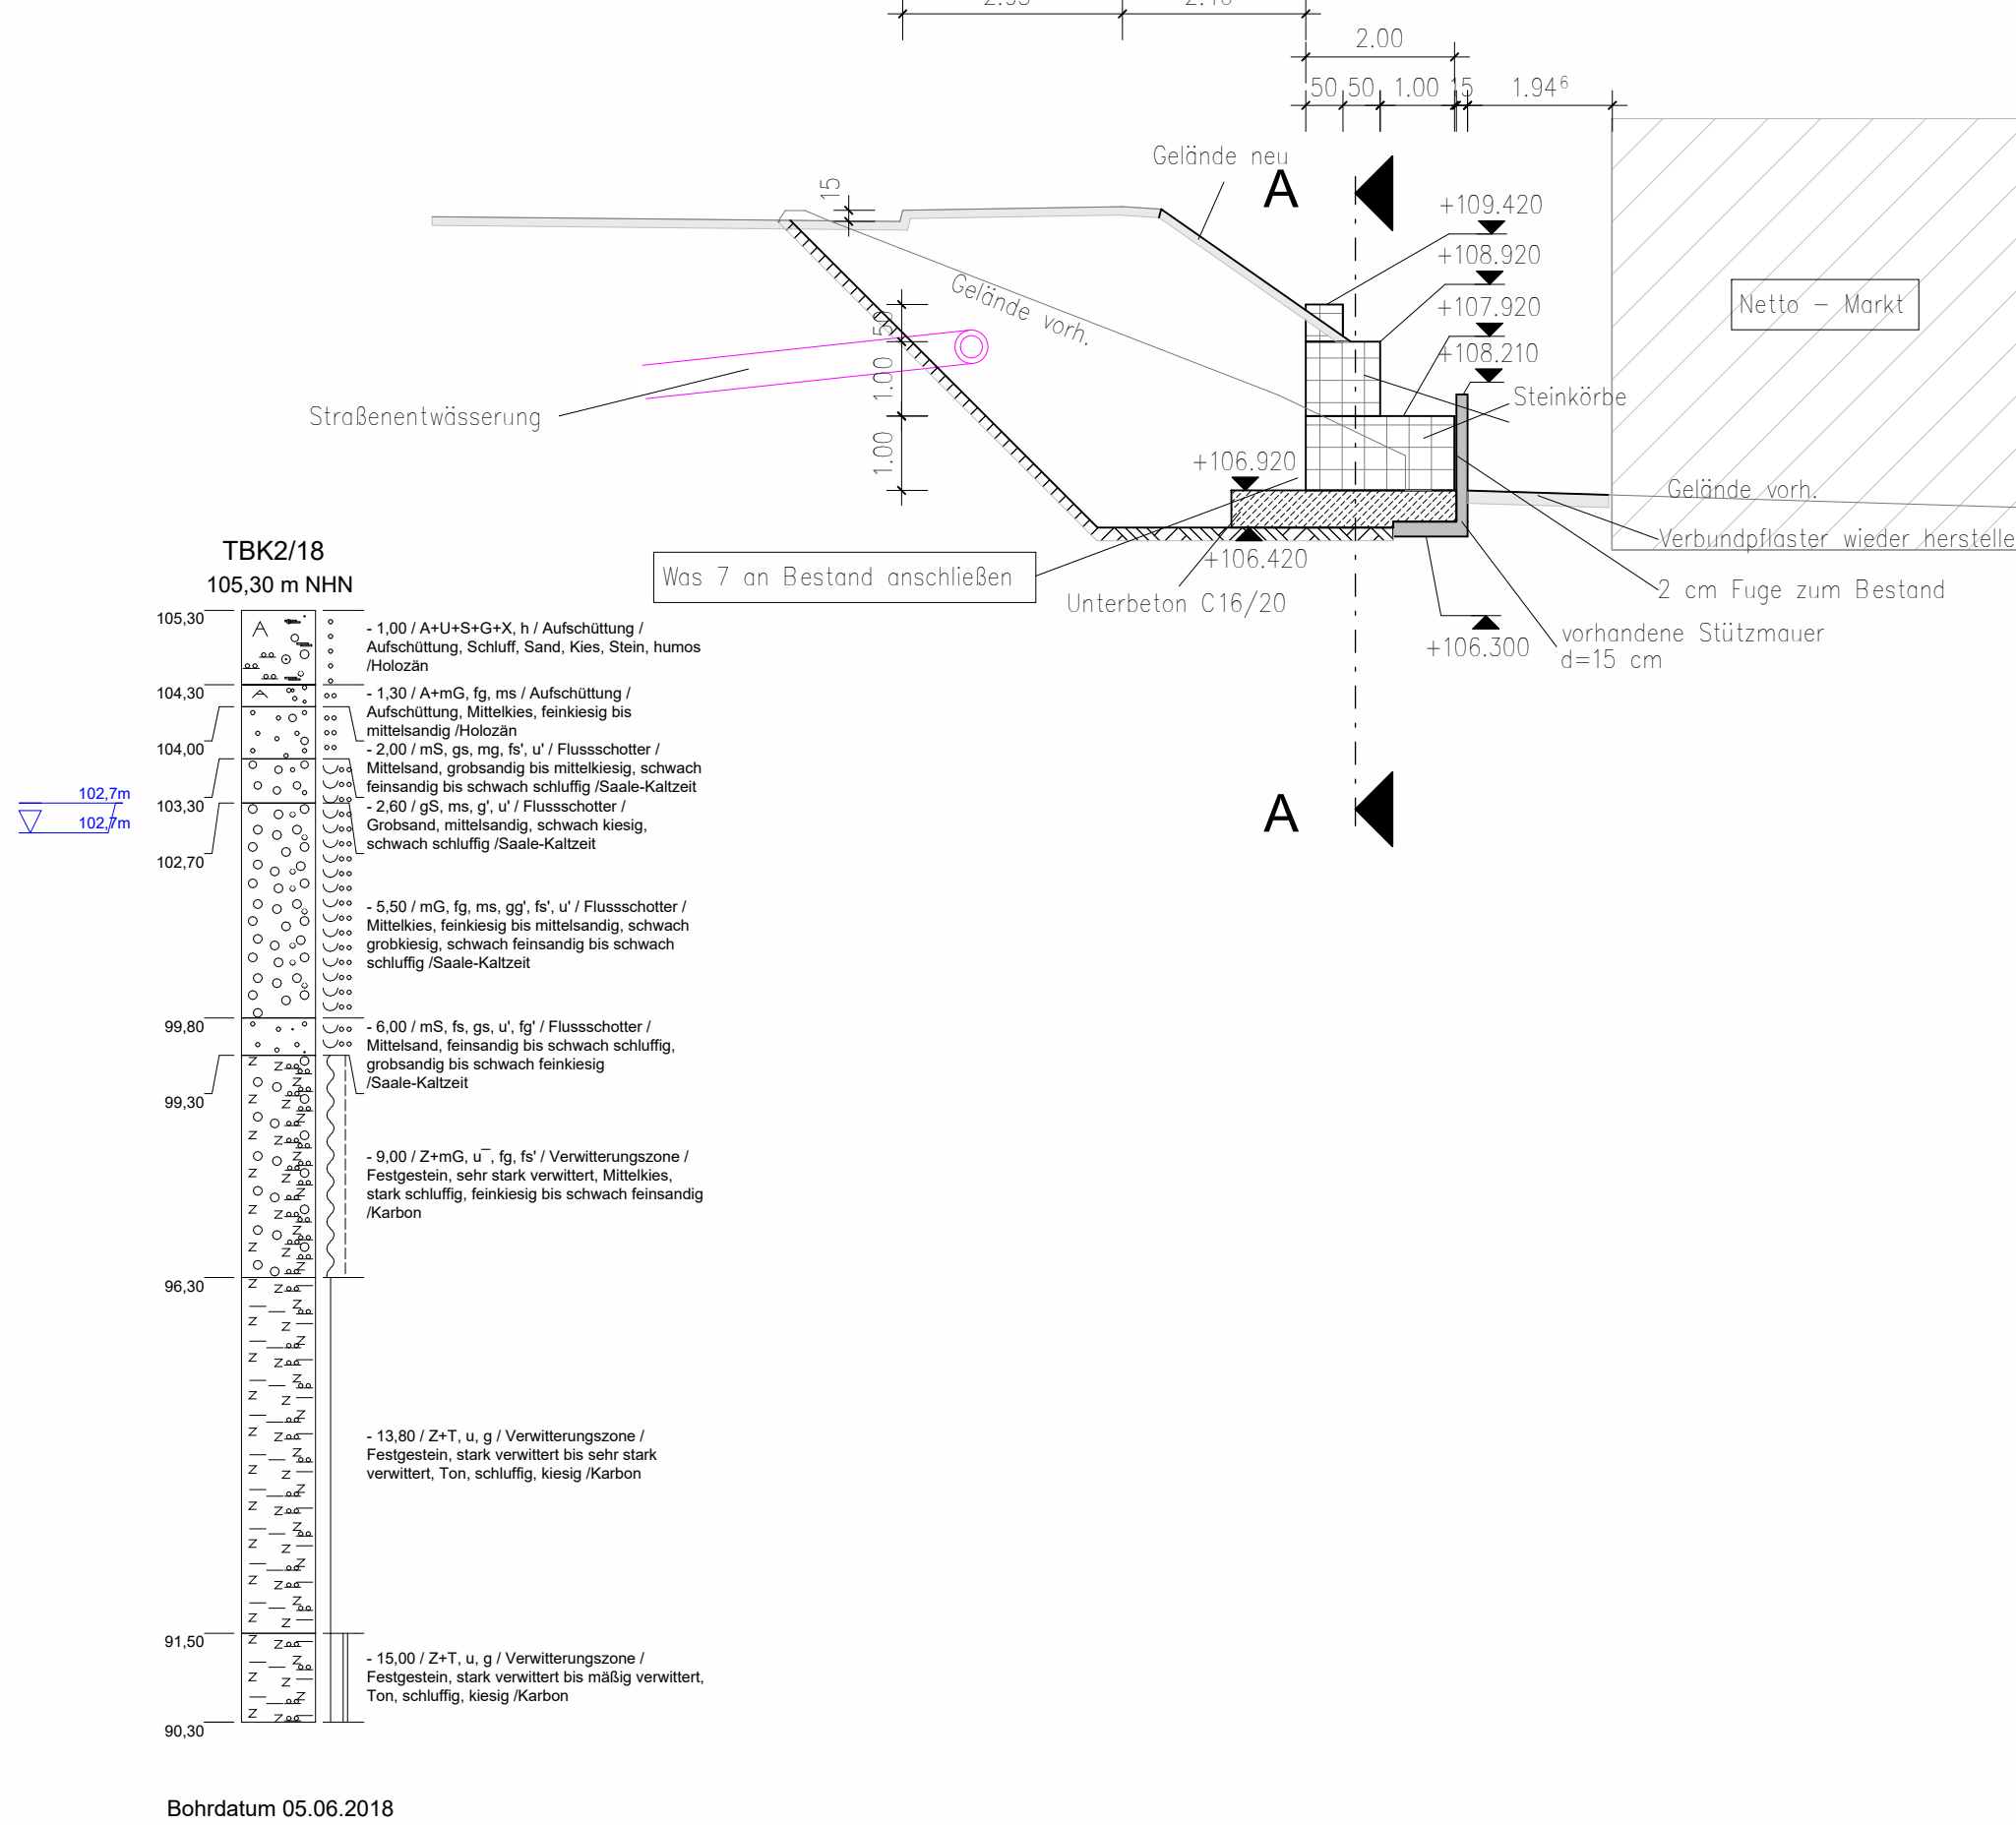 2.00
50 50 1.00 15 1.94⁶
Gelände neu
A
15
+109.420
+108.920
+107.920
+108.210
Netto - Markt
Gelände vorh.
50
1.00
1.00
Straßenentwässerung
Steinkörbe
+106.920
Gelände vorh.
Verbundpflaster wieder herstelle
Was 7 an Bestand anschließen
+106.420
Unterbeton C16/20
2 cm Fuge zum Bestand
+106.300
vorhandene Stützmauer
d=15 cm
A
TBK2/18
105,30 m NHN
105,30
- 1,00 / A+U+S+G+X, h / Aufschüttung /
Aufschüttung, Schluff, Sand, Kies, Stein, humos
/Holozän
104,30
- 1,30 / A+mG, fg, ms / Aufschüttung /
Aufschüttung, Mittelkies, feinkiesig bis
mittelsandig /Holozän
104,00
- 2,00 / mS, gs, mg, fs', u' / Flussschotter /
Mittelsand, grobsandig bis mittelkiesig, schwach
feinsandig bis schwach schluffig /Saale-Kaltzeit
102,7m
103,30
- 2,60 / gS, ms, g', u' / Flussschotter /
Grobsand, mittelsandig, schwach kiesig,
schwach schluffig /Saale-Kaltzeit
102,7m
102,70
- 5,50 / mG, fg, ms, gg', fs', u' / Flussschotter /
Mittelkies, feinkiesig bis mittelsandig, schwach
grobkiesig, schwach feinsandig bis schwach
schluffig /Saale-Kaltzeit
99,80
- 6,00 / mS, fs, gs, u', fg' / Flussschotter /
Mittelsand, feinsandig bis schwach schluffig,
grobsandig bis schwach feinkiesig
/Saale-Kaltzeit
99,30
- 9,00 / Z+mG, u¯, fg, fs' / Verwitterungszone /
Festgestein, sehr stark verwittert, Mittelkies,
stark schluffig, feinkiesig bis schwach feinsandig
/Karbon
96,30
- 13,80 / Z+T, u, g / Verwitterungszone /
Festgestein, stark verwittert bis sehr stark
verwittert, Ton, schluffig, kiesig /Karbon
91,50
- 15,00 / Z+T, u, g / Verwitterungszone /
Festgestein, stark verwittert bis mäßig verwittert,
Ton, schluffig, kiesig /Karbon
90,30
Bohrdatum 05.06.2018